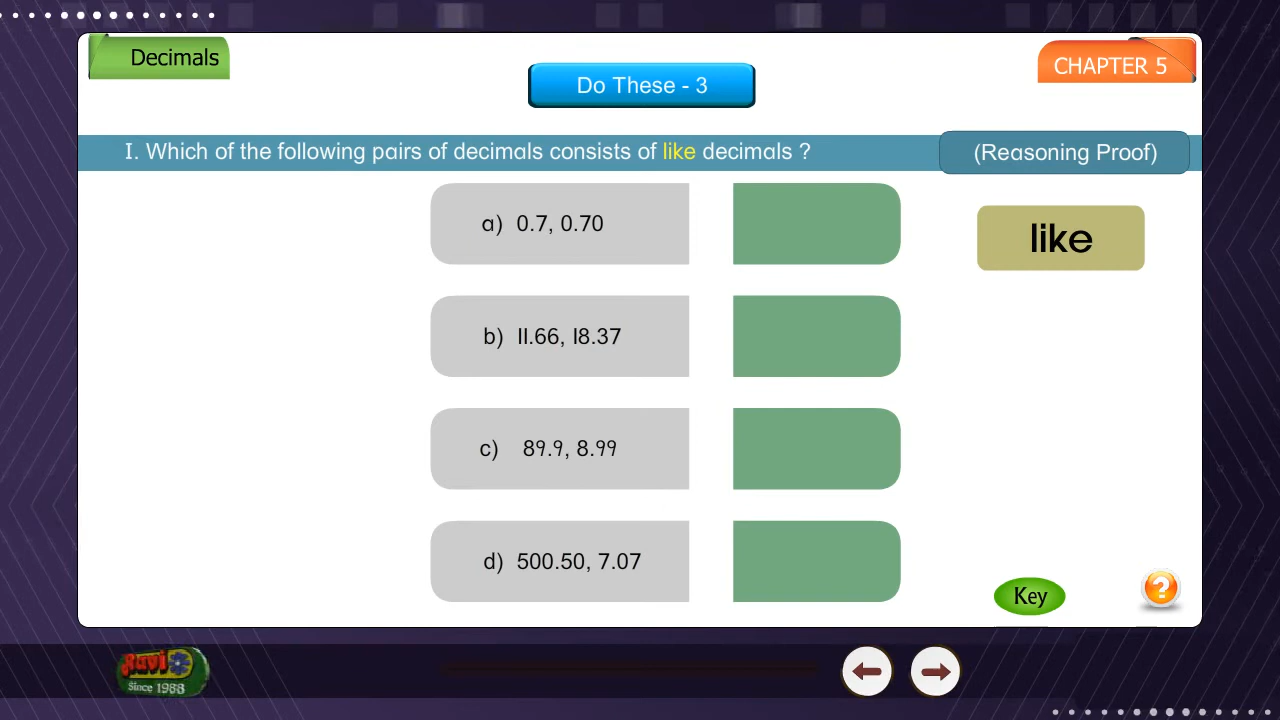 Decimals
CHAPTER 5
Do These - 3
I. Which of the following pairs of decimals consists of like decimals ?
(Reasoning Proof)
a) 0.7, 0.70
like
b) 11.66, 18.37
c) 89.9, 8.99
d) 500.50, 7.07
Key
?
Ravi
Since 1988